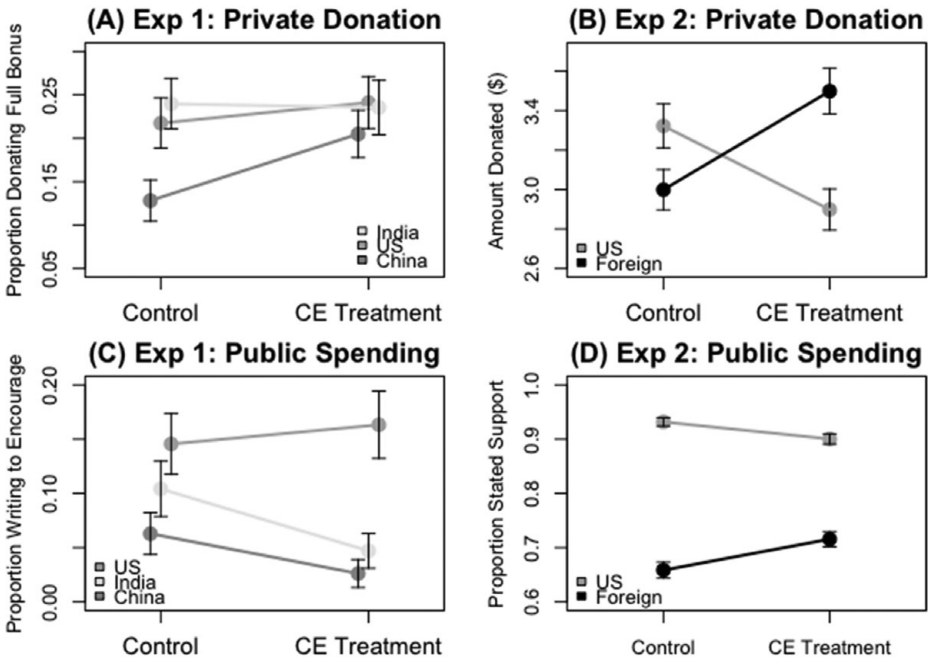 (A) Exp 1: Private Donation
Proportion Donating Full Bonus
0.25
0.15
0.05
India
US
China
Control
CE Treatment
(B) Exp 2: Private Donation
Amount Donated ($)
3.4
3.0
2.6
US
Foreign
Control
CE Treatment
(C) Exp 1: Public Spending
Proportion Writing to Encourage
0.20
0.10
0.00
US
India
China
Control
CE Treatment
(D) Exp 2: Public Spending
Proportion Stated Support
1.0
0.9
0.8
0.7
0.6
US
Foreign
Control
CE Treatment